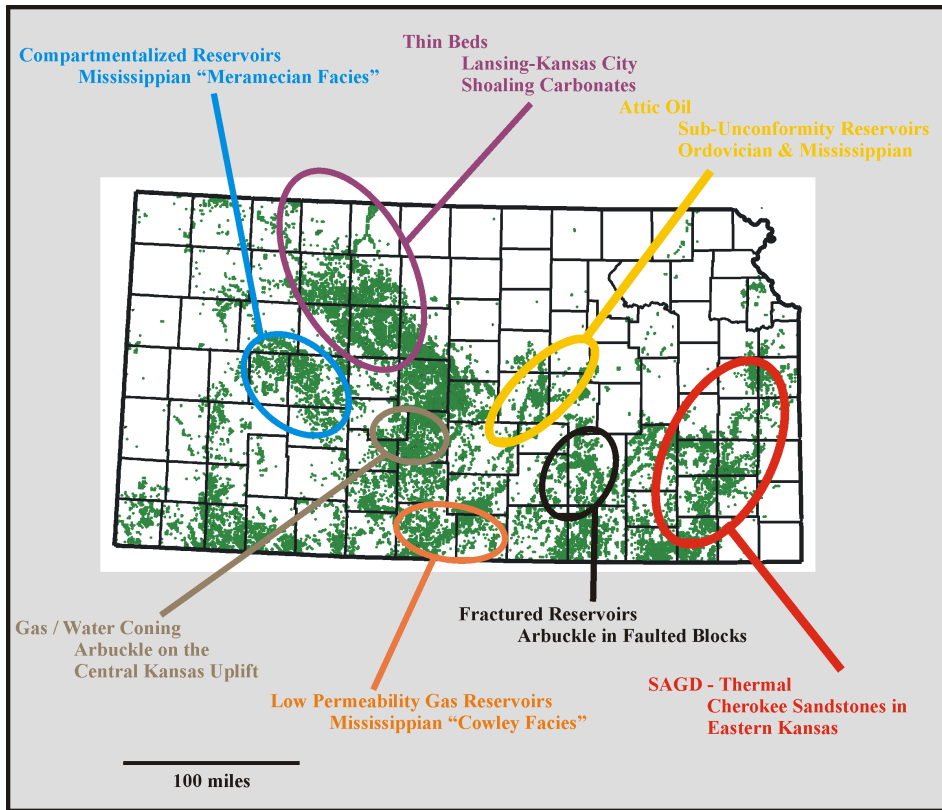 Compartmentalized Reservoirs
Mississippian “Meramecian Facies”
Thin Beds
Lansing-Kansas City
Shoaling Carbonates
Attic Oil
Sub-Unconformity Reservoirs
Ordovician & Mississippian
Gas / Water Coning
Arbuckle on the
Central Kansas Uplift
Low Permeability Gas Reservoirs
Mississippian “Cowley Facies”
Fractured Reservoirs
Arbuckle in Faulted Blocks
SAGD - Thermal
Cherokee Sandstones in
Eastern Kansas
100 miles